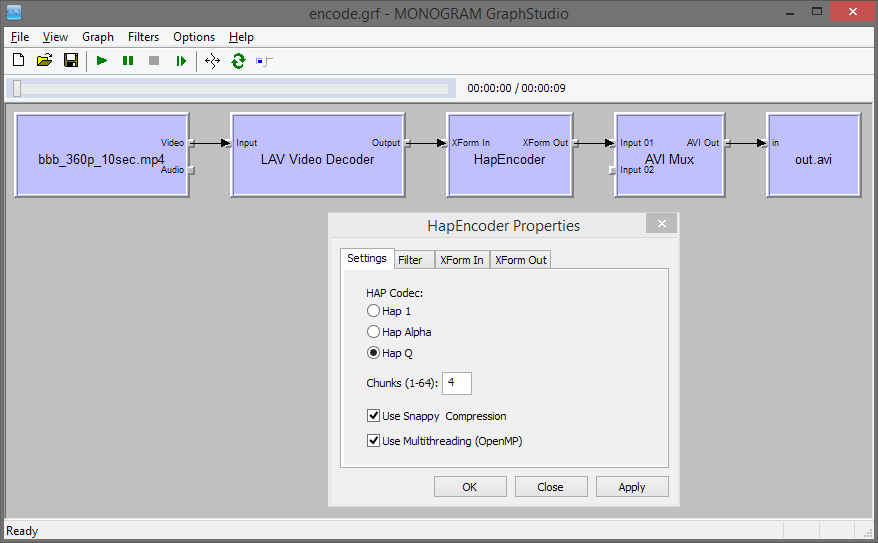 encode.grf - MONOGRAM GraphStudio
File View Graph Filters Options Help
00:00:00 / 00:00:09
Video Input Output XForm In XForm Out Input 01 AVI Out in
bbb_360p_10sec.mp4 LAV Video Decoder HapEncoder AVI Mux out.avi
Audio Input 02
HapEncoder Properties
Settings Filter XForm In XForm Out
HAP Codec:
Hap 1
Hap Alpha
Hap Q
Chunks (1-64): 4
Use Snappy Compression
Use Multithreading (OpenMP)
OK Close Apply
Ready